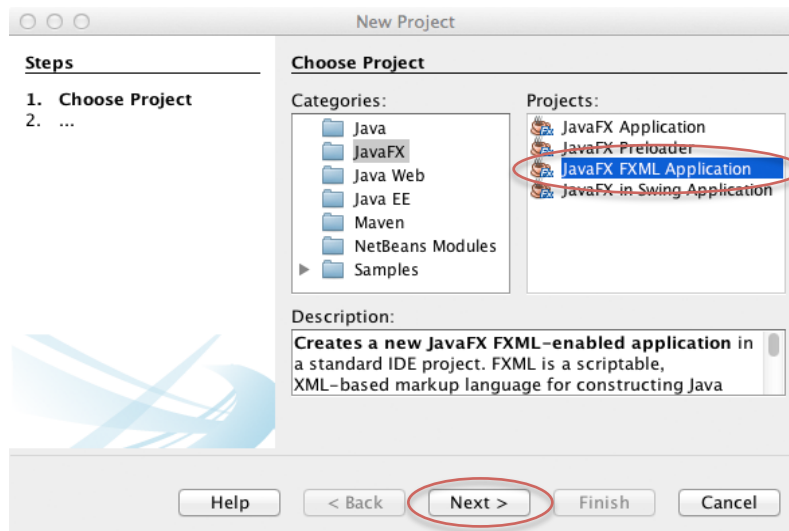 New Project
Steps
1. Choose Project
2. ...
Choose Project
Categories:
Java
JavaFX
Java Web
Java EE
Maven
NetBeans Modules
Samples
Projects:
JavaFX Application
JavaFX Preloader
JavaFX FXML Application
JavaFX in Swing Application
Description:
Creates a new JavaFX FXML-enabled application in
a standard IDE project. FXML is a scriptable,
XML-based markup language for constructing Java
Help
< Back
Next >
Finish
Cancel